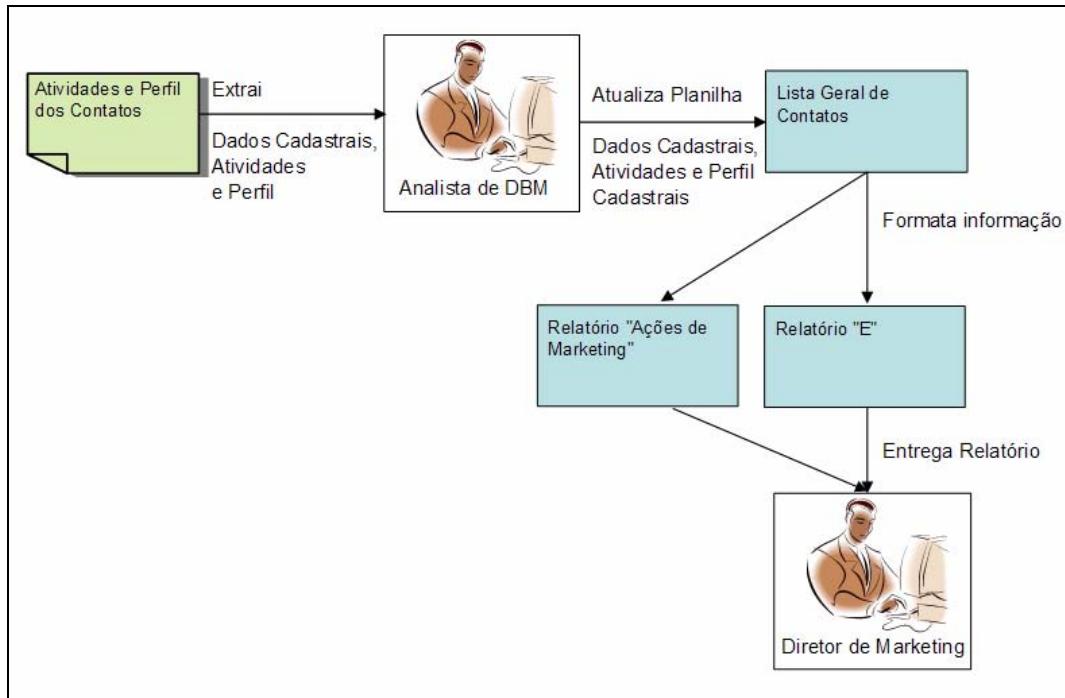 Atividades e Perfil
dos Contatos
Extrai
Dados Cadastrais,
Atividades
e Perfil
Analista de DBM
Atualiza Planilha
Dados Cadastrais,
Atividades e Perfil
Cadastrais
Lista Geral de
Contatos
Formata informação
Relatório "Ações de
Marketing"
Relatório "E"
Entrega Relatório
Diretor de Marketing